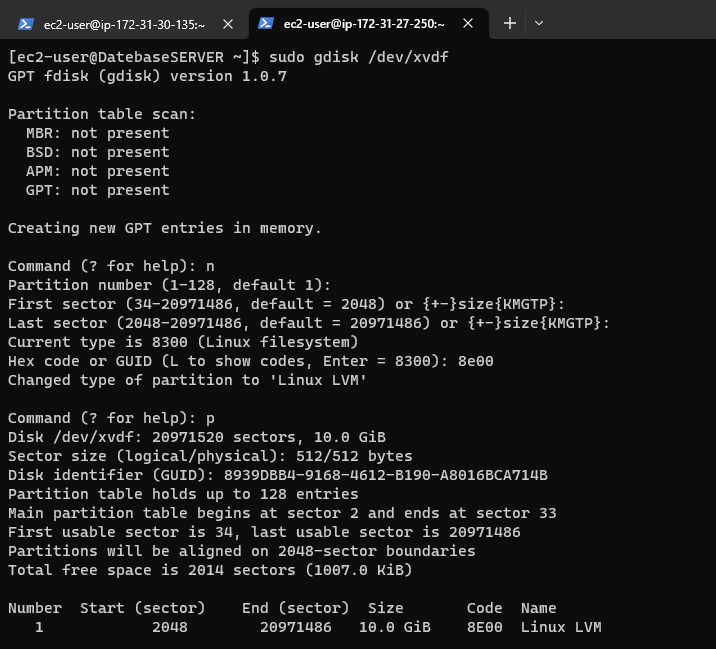 ec2-user@ip-172-31-30-135:~
ec2-user@ip-172-31-27-250:~
[ec2-user@DatebaseSERVER ~]$ sudo gdisk /dev/xvdf
GPT fdisk (gdisk) version 1.0.7
Partition table scan:
  MBR: not present
  BSD: not present
  APM: not present
  GPT: not present
Creating new GPT entries in memory.
Command (? for help): n
Partition number (1-128, default 1):
First sector (34-20971486, default = 2048) or {+-}size{KMGTP}:
Last sector (2048-20971486, default = 20971486) or {+-}size{KMGTP}:
Current type is 8300 (Linux filesystem)
Hex code or GUID (L to show codes, Enter = 8300): 8e00
Changed type of partition to 'Linux LVM'
Command (? for help): p
Disk /dev/xvdf: 20971520 sectors, 10.0 GiB
Sector size (logical/physical): 512/512 bytes
Disk identifier (GUID): 8939DBB4-9168-4612-B190-A8016BCA714B
Partition table holds up to 128 entries
Main partition table begins at sector 2 and ends at sector 33
First usable sector is 34, last usable sector is 20971486
Partitions will be aligned on 2048-sector boundaries
Total free space is 2014 sectors (1007.0 KiB)
Number  Start (sector)    End (sector)  Size       Code  Name
   1            2048        20971486   10.0 GiB    8E00  Linux LVM